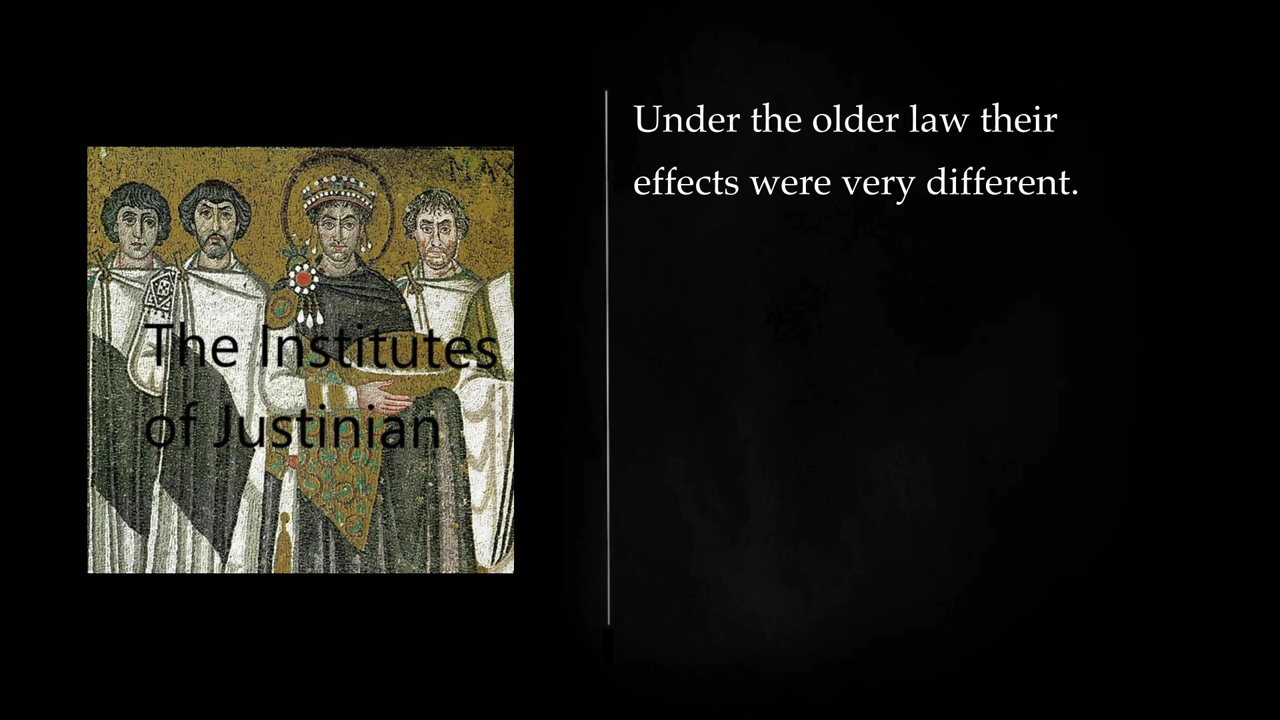 The Institutes
of Justinian
Under the older law their
effects were very different.